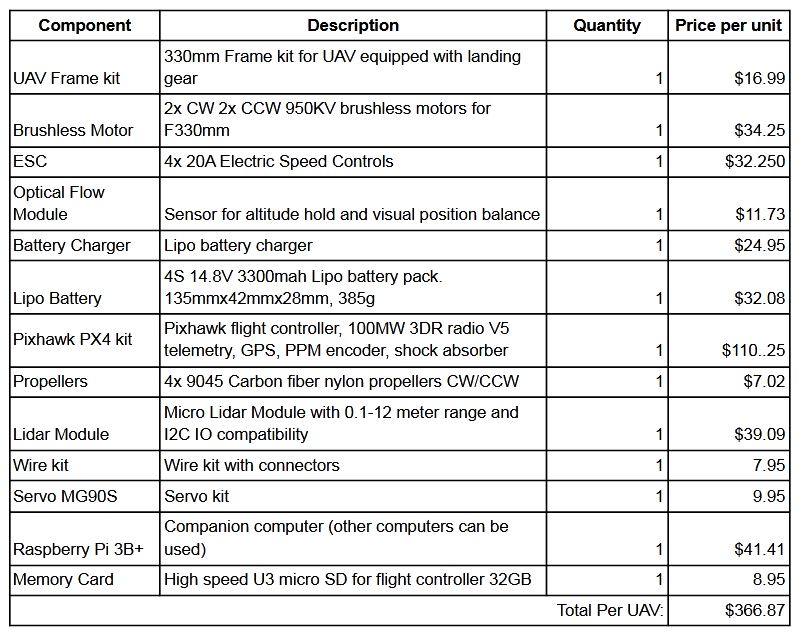 Component Description Quantity Price per unit
UAV Frame kit 330mm Frame kit for UAV equipped with landing
gear 1 $16.99
Brushless Motor 2x CW 2x CCW 950KV brushless motors for
F330mm 1 $34.25
ESC 4x 20A Electric Speed Controls 1 $32.250
Optical Flow
Module Sensor for altitude hold and visual position balance 1 $11.73
Battery Charger Lipo battery charger 1 $24.95
Lipo Battery 4S 14.8V 3300mah Lipo battery pack.
135mmx42mmx28mm, 385g 1 $32.08
Pixhawk PX4 kit Pixhawk flight controller, 100MW 3DR radio V5
telemetry, GPS, PPM encoder, shock absorber 1 $110..25
Propellers 4x 9045 Carbon fiber nylon propellers CW/CCW 1 $7.02
Lidar Module Micro Lidar Module with 0.1-12 meter range and
I2C IO compatibility 1 $39.09
Wire kit Wire kit with connectors 1 7.95
Servo MG90S Servo kit 1 9.95
Raspberry Pi 3B+ Companion computer (other computers can be
used) 1 $41.41
Memory Card High speed U3 micro SD for flight controller 32GB 1 8.95
Total Per UAV: $366.87